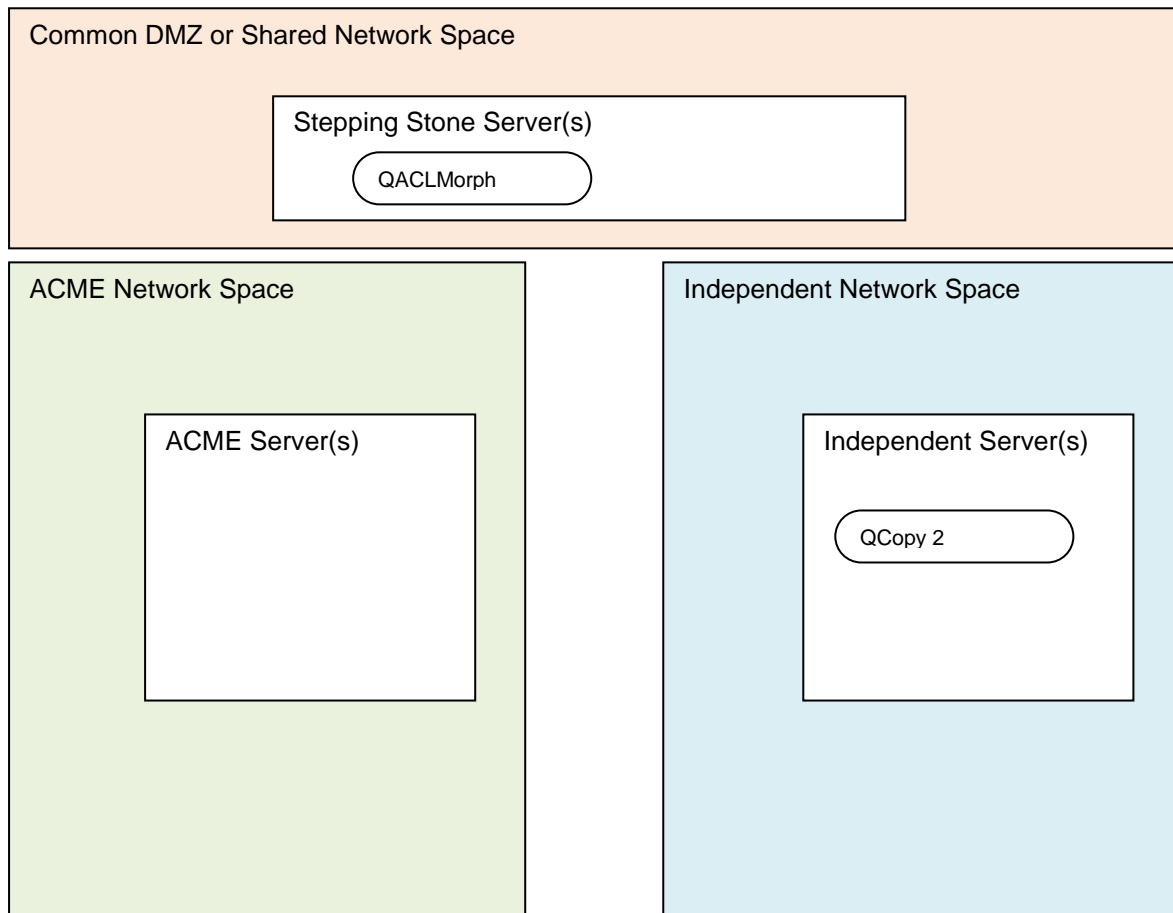 Common DMZ or Shared Network Space
Stepping Stone Server(s)
QACLMorph
ACME Network Space
ACME Server(s)
Independent Network Space
Independent Server(s)
QCopy 2